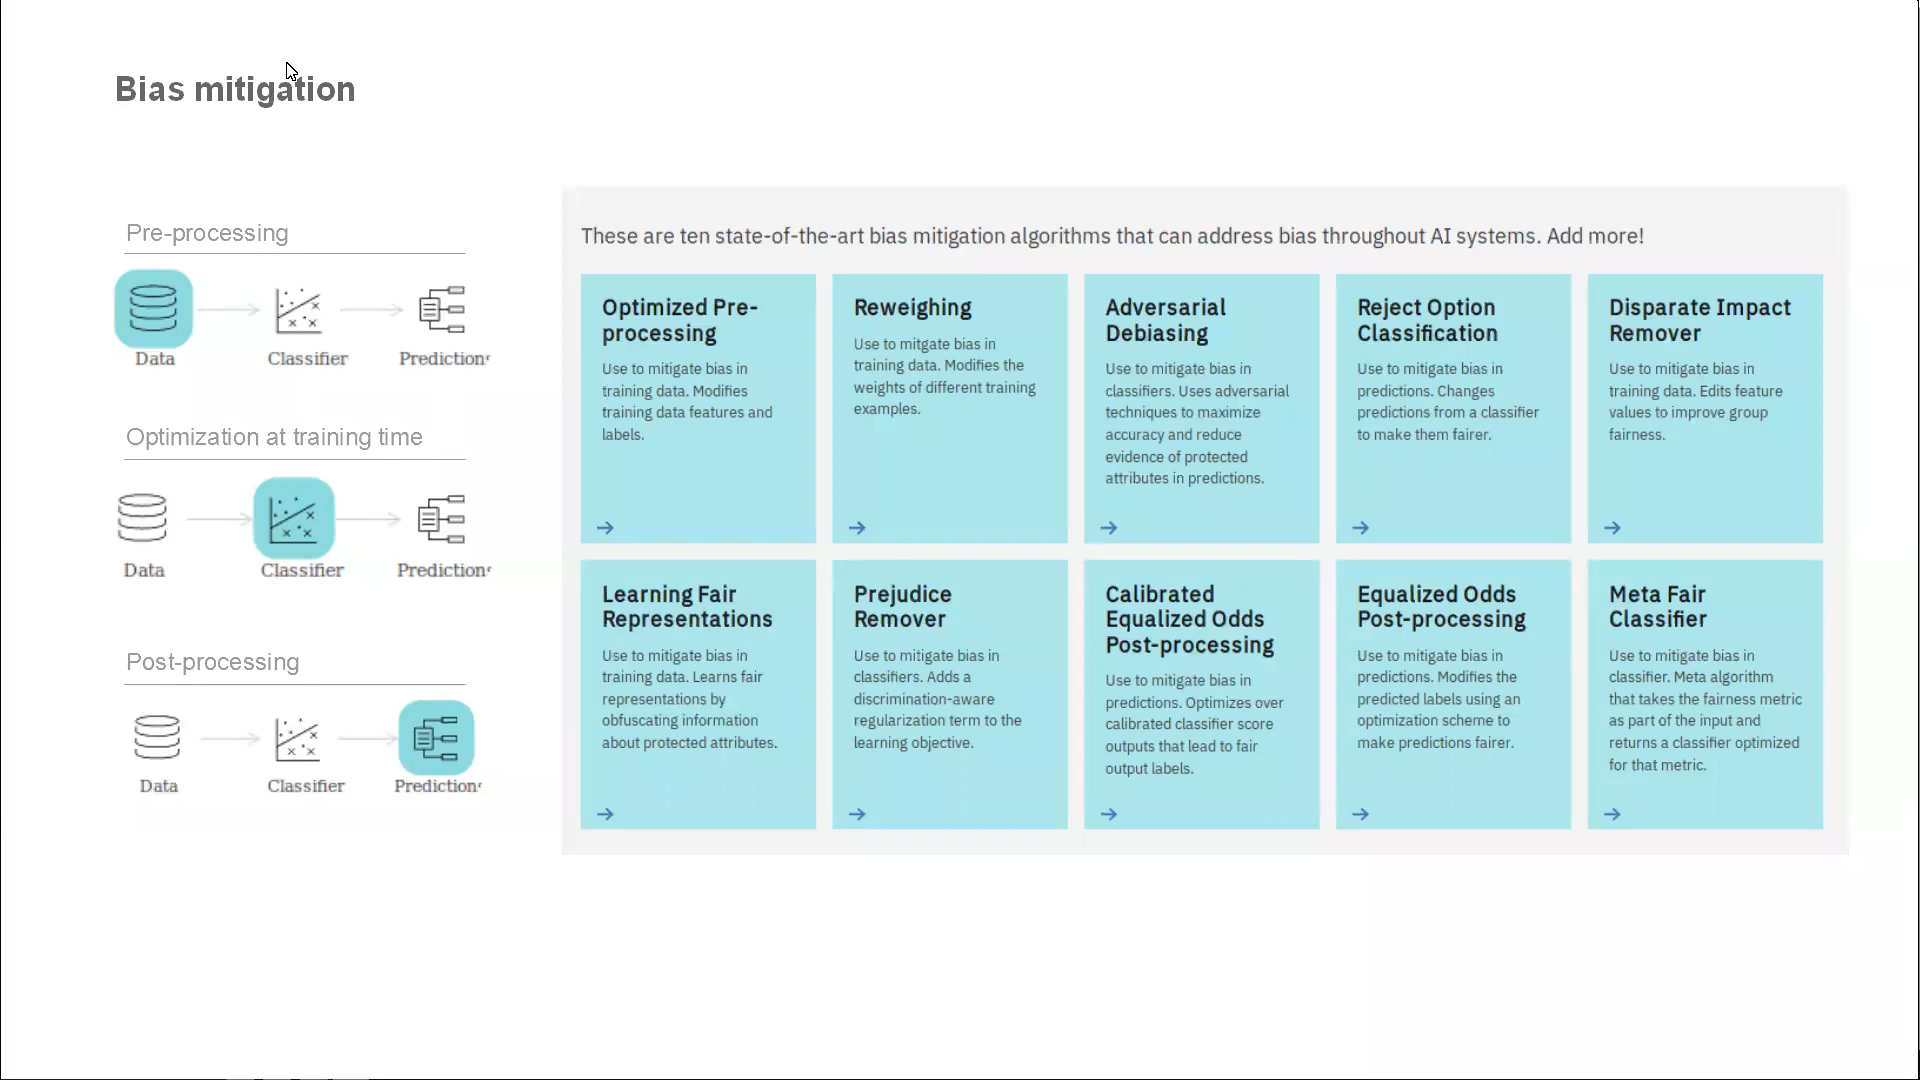 Bias mitigation
Pre-processing
Data
Classifier
Prediction
Optimization at training time
Data
Classifier
Prediction
Post-processing
Data
Classifier
Prediction
These are ten state-of-the-art bias mitigation algorithms that can address bias throughout AI systems. Add more!
Optimized Pre-
processing
Use to mitigate bias in
training data. Modifies
training data features and
labels.
Reweighing
Use to mitgate bias in
training data. Modifies the
weights of different training
examples.
Adversarial
Debiasing
Use to mitigate bias in
classifiers. Uses adversarial
techniques to maximize
accuracy and reduce
evidence of protected
attributes in predictions.
Reject Option
Classification
Use to mitigate bias in
predictions. Changes
predictions from a classifier
to make them fairer.
Disparate Impact
Remover
Use to mitigate bias in
training data. Edits feature
values to improve group
fairness.
Learning Fair
Representations
Use to mitigate bias in
training data. Learns fair
representations by
obfuscating information
about protected attributes.
Prejudice
Remover
Use to mitigate bias in
classifiers. Adds a
discrimination-aware
regularization term to the
learning objective.
Calibrated
Equalized Odds
Post-processing
Use to mitigate bias in
predictions. Optimizes over
calibrated classifier score
outputs that lead to fair
output labels.
Equalized Odds
Post-processing
Use to mitigate bias in
predictions. Modifies the
predicted labels using an
optimization scheme to
make predictions fairer.
Meta Fair
Classifier
Use to mitigate bias in
classifier. Meta algorithm
that takes the fairness metric
as part of the input and
returns a classifier optimized
for that metric.